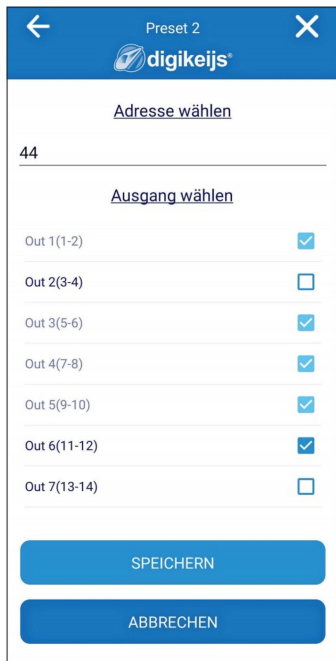 Preset 2
digikeijs®
Adresse wählen
44
Ausgang wählen
Out 1(1-2)
Out 2(3-4)
Out 3(5-6)
Out 4(7-8)
Out 5(9-10)
Out 6(11-12)
Out 7(13-14)
SPEICHERN
ABBRECHEN